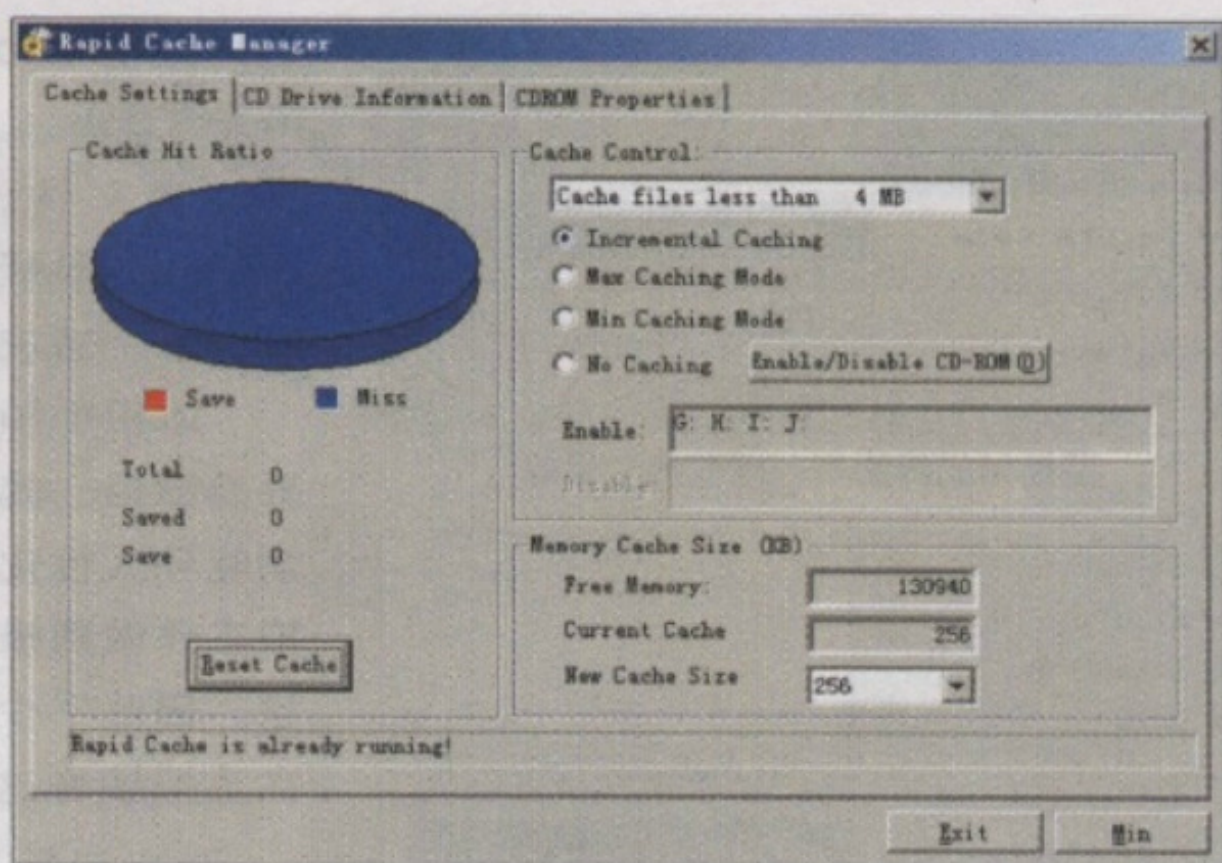 Rapid Cache Manager
Cache Settings
CD Drive Information
CDROM Properties
Cache Hit Ratio
Save
Miss
Total 0
Saved 0
Save 0
Reset Cache
Cache Control:
Cache files less than 4 MB
Incremental Caching
Max Caching Mode
Min Caching Mode
No Caching
Enable/Disable CD-ROM(Q)
Enable: G: H: I: J:
Disable:
Memory Cache Size (KB)
Free Memory: 130940
Current Cache 256
New Cache Size 256
Rapid Cache is already running!
Exit
Min